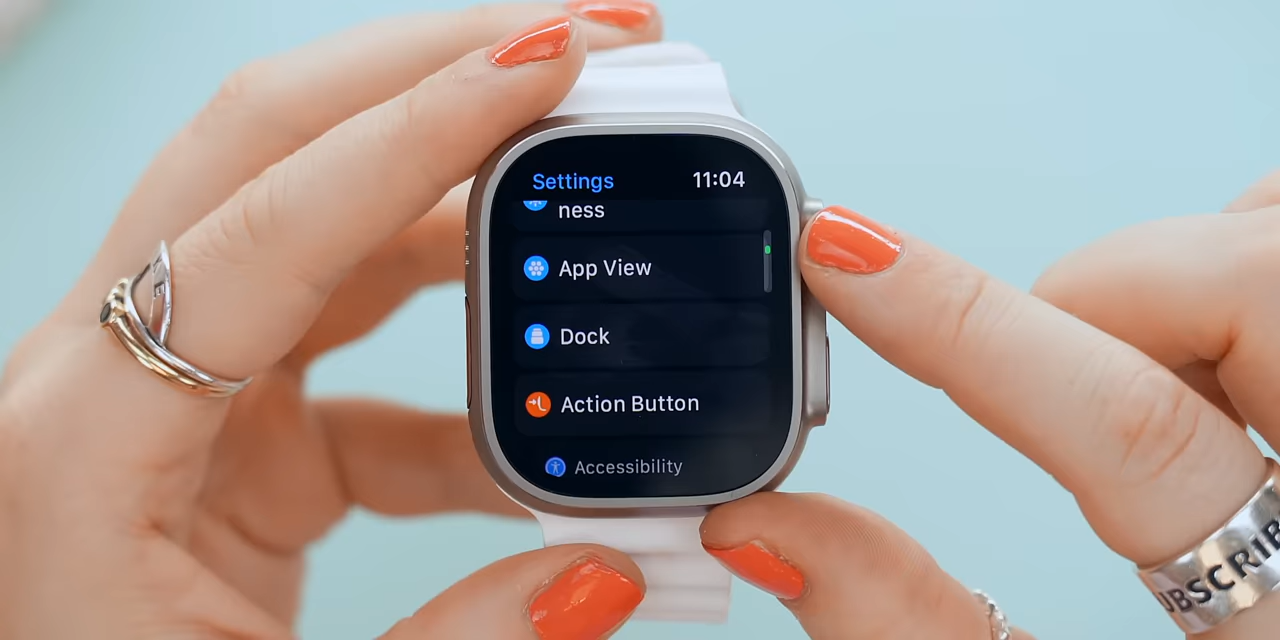 Settings 11:04
ness
App View
Dock
Action Button
Accessibility
UBSCRIB